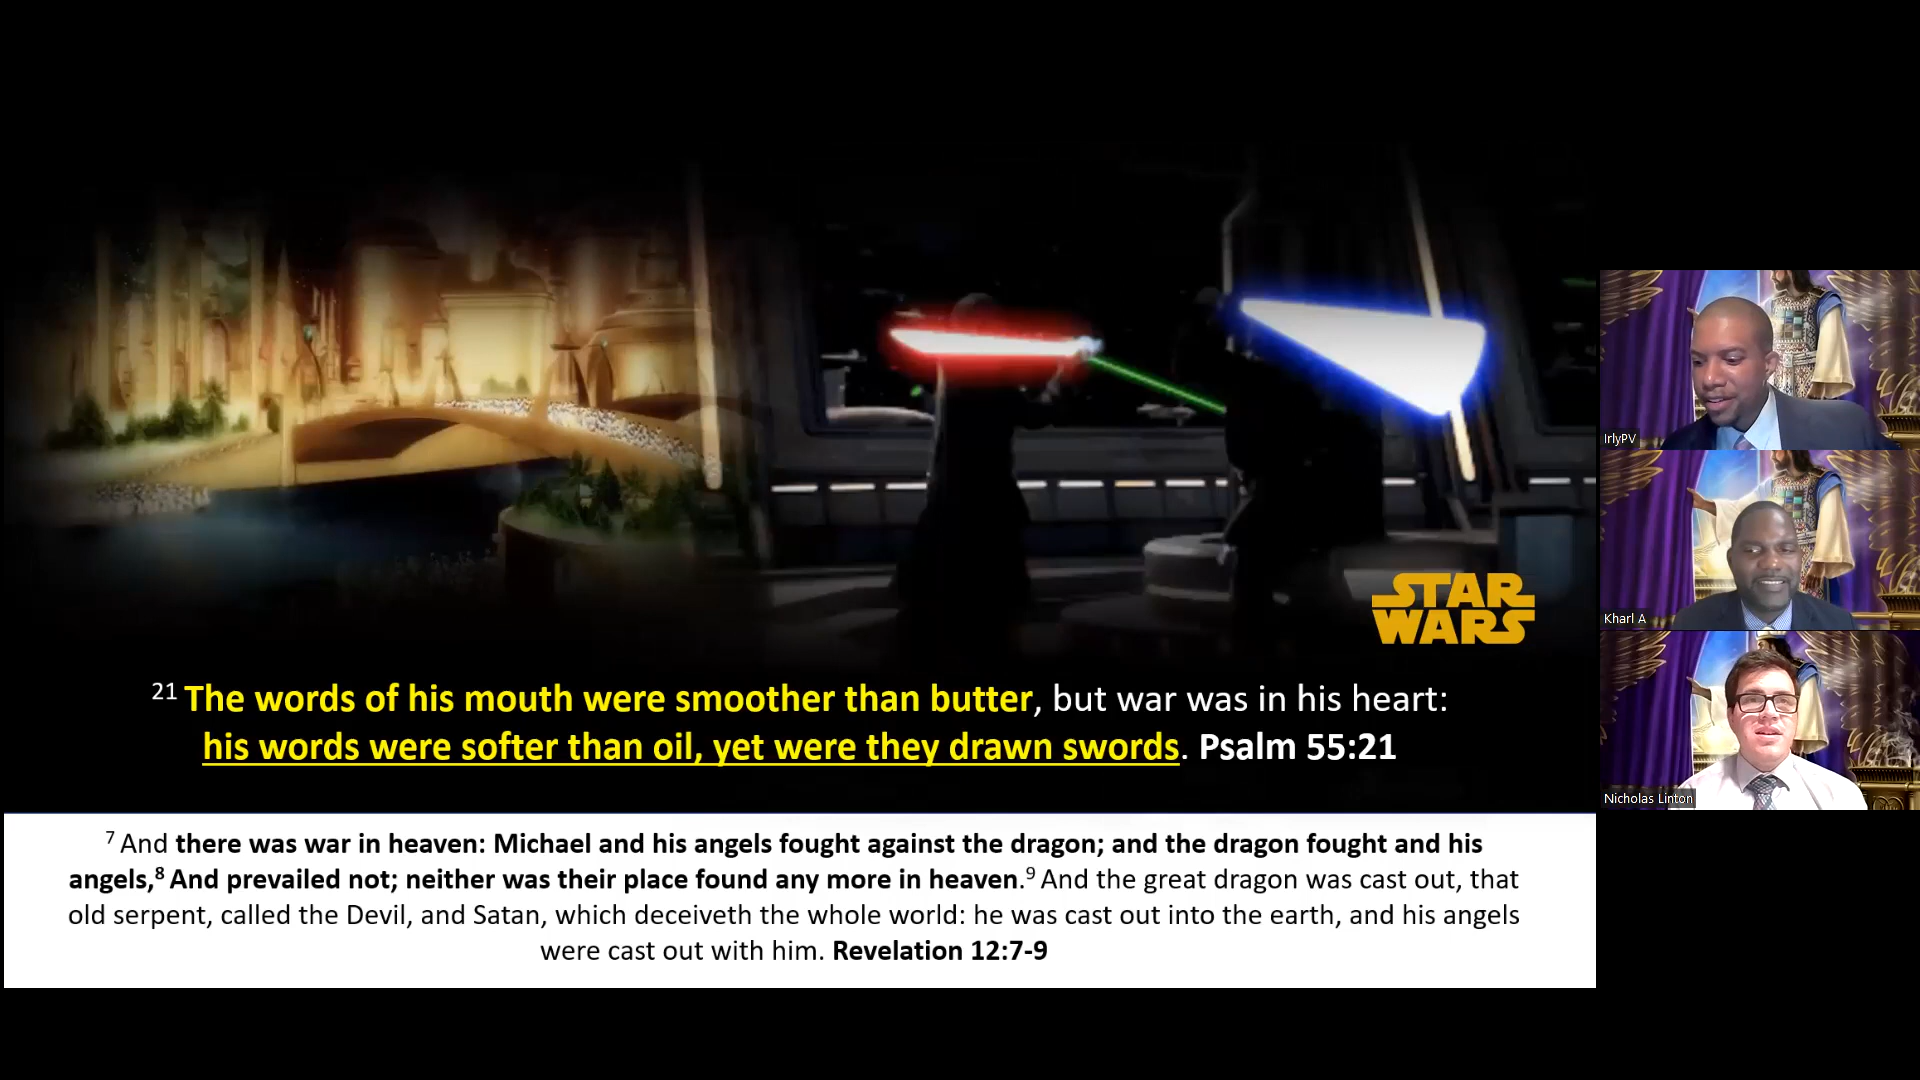 STAR
WARS
21 The words of his mouth were smoother than butter, but war was in his heart:
his words were softer than oil, yet were they drawn swords. Psalm 55:21
7 And there was war in heaven: Michael and his angels fought against the dragon; and the dragon fought and his
angels,8 And prevailed not; neither was their place found any more in heaven.9 And the great dragon was cast out, that
old serpent, called the Devil, and Satan, which deceiveth the whole world: he was cast out into the earth, and his angels
were cast out with him. Revelation 12:7-9
IrlyPV
Kharl A
Nicholas Linton